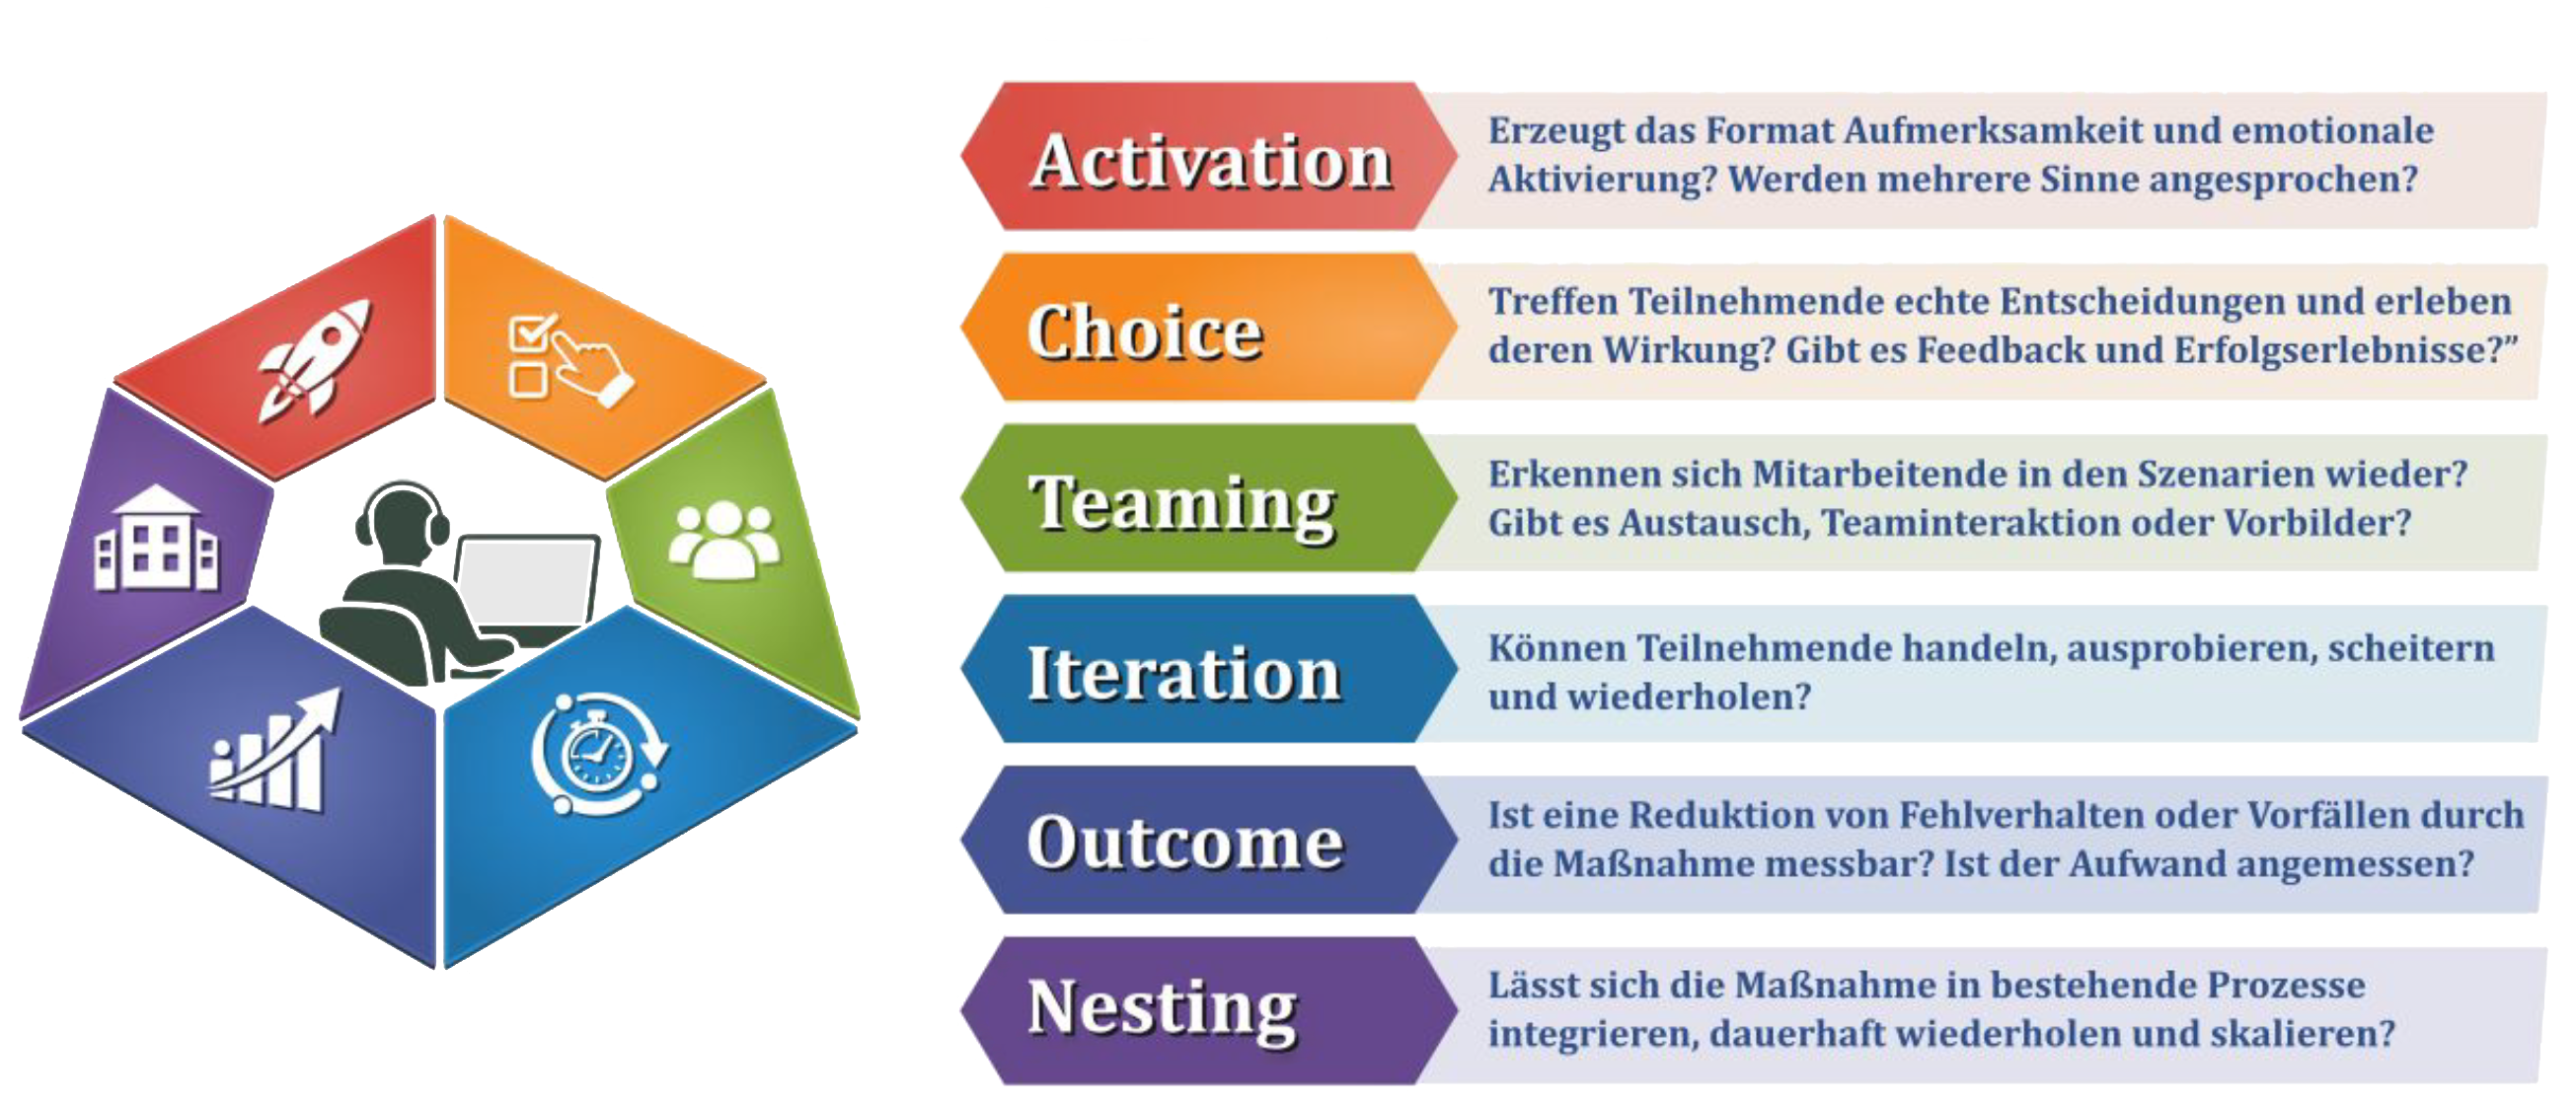 Activation
Erzeugt das Format Aufmerksamkeit und emotionale
Aktivierung? Werden mehrere Sinne angesprochen?
Choice
Treffen Teilnehmende echte Entscheidungen und erleben
deren Wirkung? Gibt es Feedback und Erfolgserlebnisse?”
Teaming
Erkennen sich Mitarbeitende in den Szenarien wieder?
Gibt es Austausch, Teaminteraktion oder Vorbilder?
Iteration
Können Teilnehmende handeln, ausprobieren, scheitern
und wiederholen?
Outcome
Ist eine Reduktion von Fehlverhalten oder Vorfällen durch
die Maßnahme messbar? Ist der Aufwand angemessen?
Nesting
Lässt sich die Maßnahme in bestehende Prozesse
integrieren, dauerhaft wiederholen und skalieren?